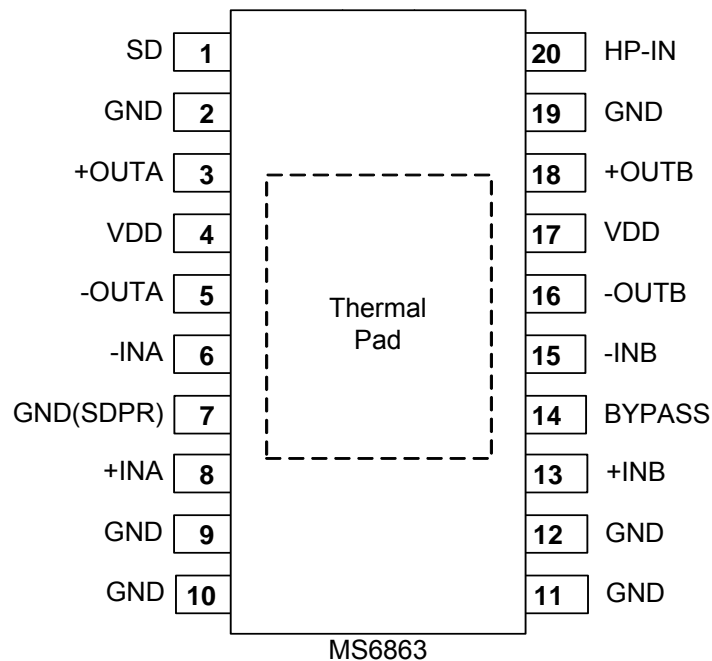 SD 1 20 HP-IN
GND 2 19 GND
+OUTA 3 18 +OUTB
VDD 4 17 VDD
-OUTA 5 16 -OUTB
Thermal
Pad
-INA 6 15 -INB
GND(SDPR) 7 14 BYPASS
+INA 8 13 +INB
GND 9 12 GND
GND 10 11 GND
MS6863